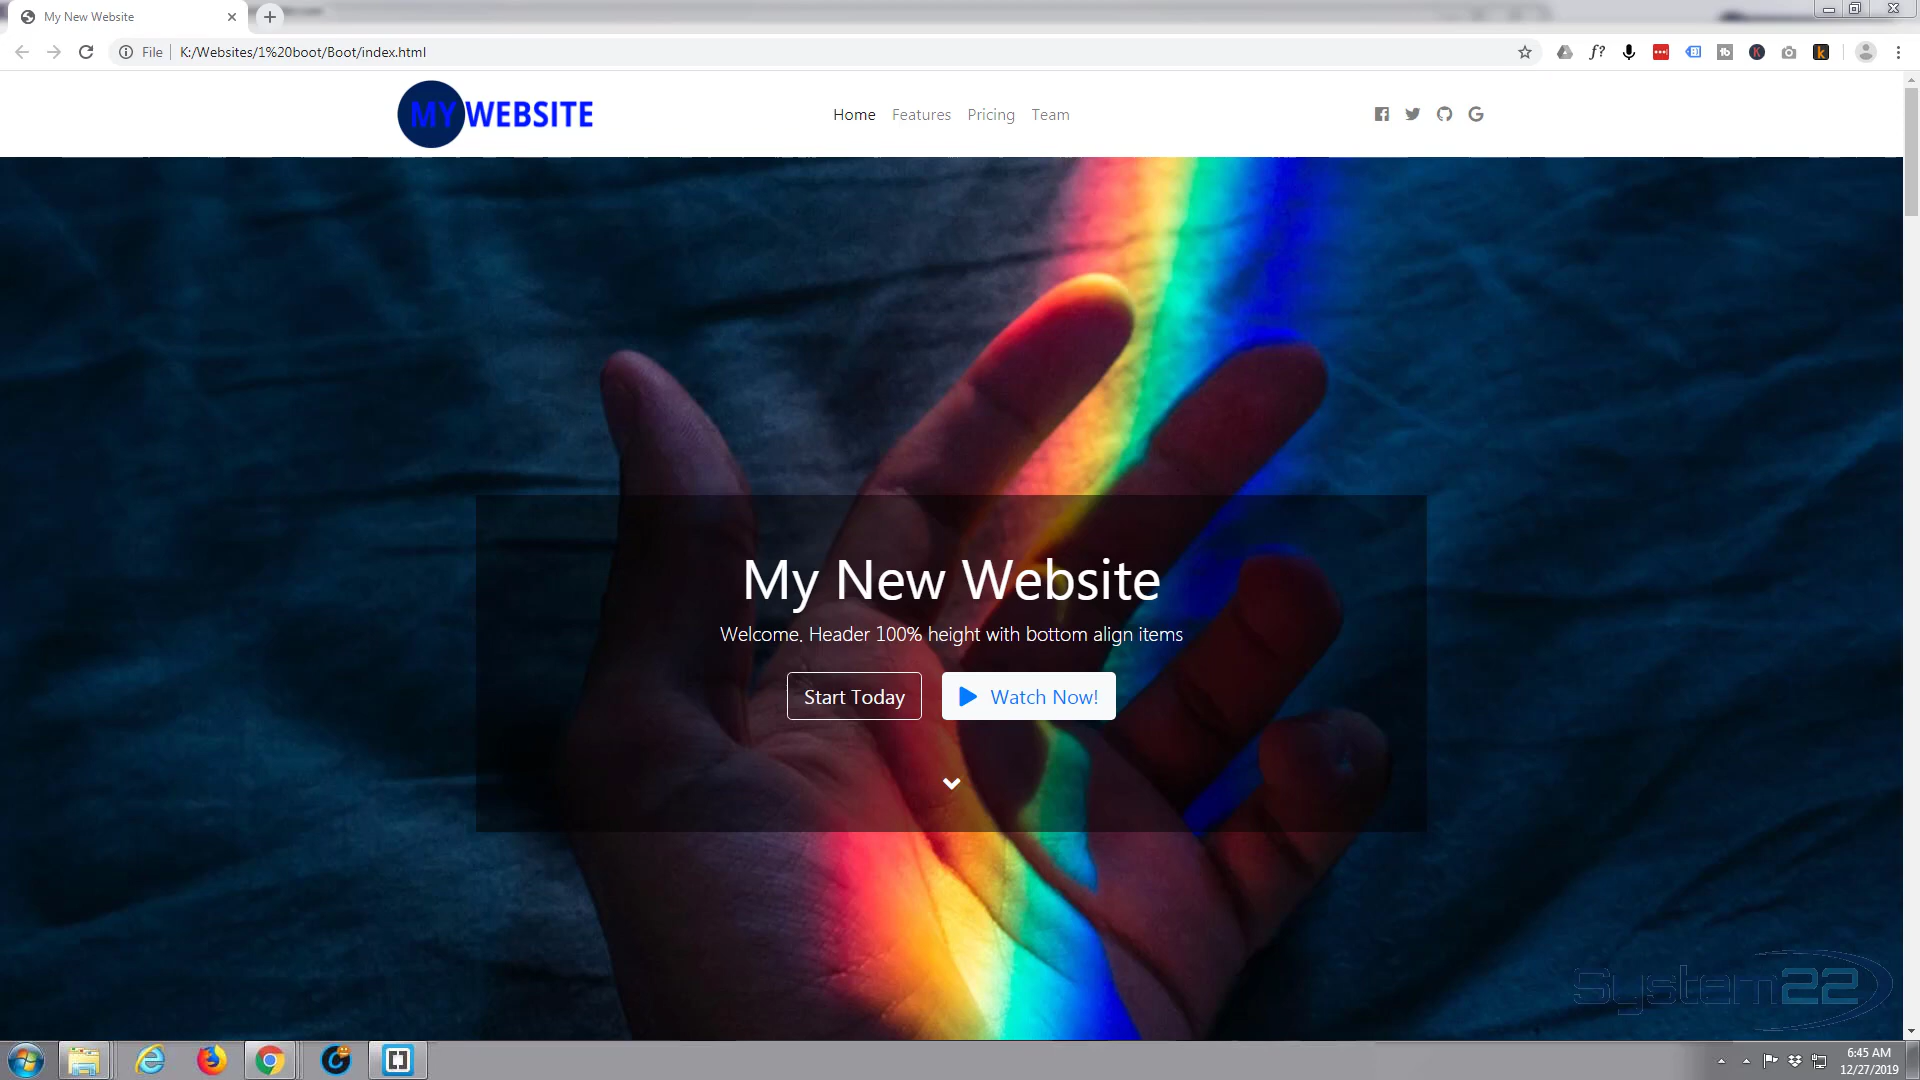 My New Website
File
K:/Websites/1%20boot/Boot/index.html
f?
MY WEBSITE
Home
Features
Pricing
Team
My New Website
Welcome. Header 100% height with bottom align items
Start Today
Watch Now!
System22
6:45 AM
12/27/2019